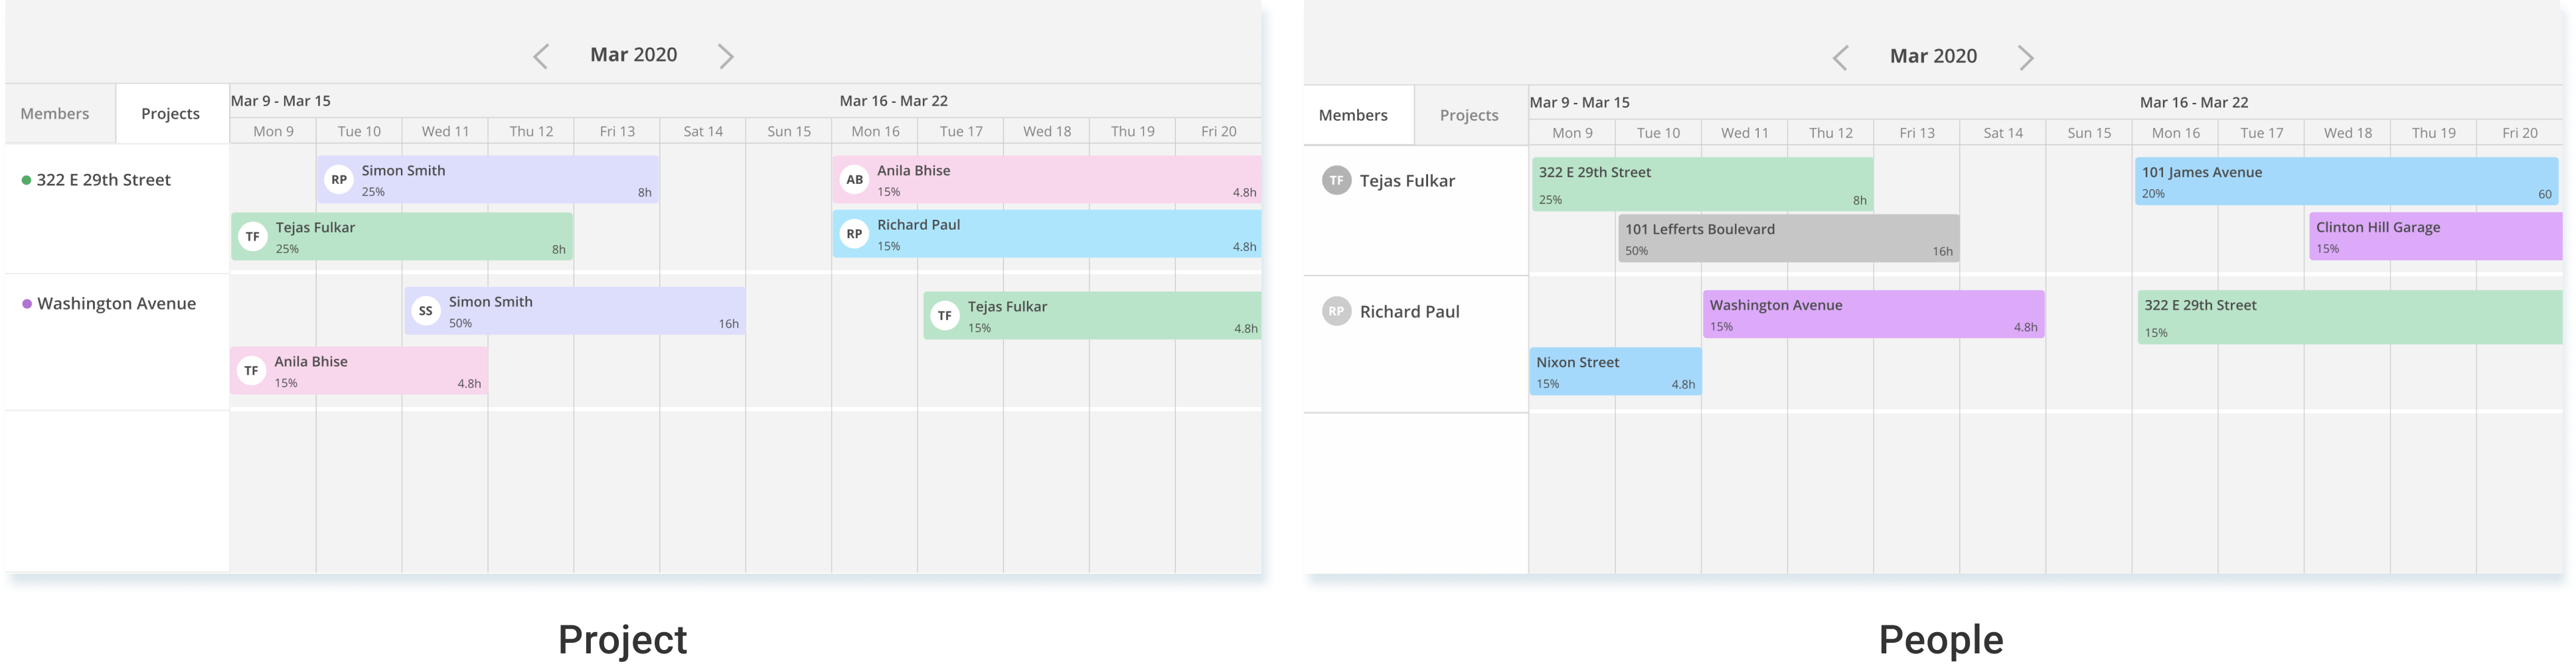 Mar 2020
Members Projects
Mar 9 - Mar 15 Mar 16 - Mar 22
Mon 9 Tue 10 Wed 11 Thu 12 Fri 13 Sat 14 Sun 15 Mon 16 Tue 17 Wed 18 Thu 19 Fri 20
322 E 29th Street
RP Simon Smith
25% 8h
AB Anila Bhise
15% 4.8h
TF Tejas Fulkar
25% 8h
RP Richard Paul
15% 4.8h
Washington Avenue
SS Simon Smith
50% 16h
TF Tejas Fulkar
15% 4.8h
TF Anila Bhise
15% 4.8h
Project
Mar 2020
Members Projects
Mar 9 - Mar 15 Mar 16 - Mar 22
Mon 9 Tue 10 Wed 11 Thu 12 Fri 13 Sat 14 Sun 15 Mon 16 Tue 17 Wed 18 Thu 19 Fri 20
TF Tejas Fulkar
322 E 29th Street
25% 8h
101 James Avenue
20% 60
101 Lefferts Boulevard
50% 16h
Clinton Hill Garage
15%
RP Richard Paul
Washington Avenue
15% 4.8h
322 E 29th Street
15%
Nixon Street
15% 4.8h
People